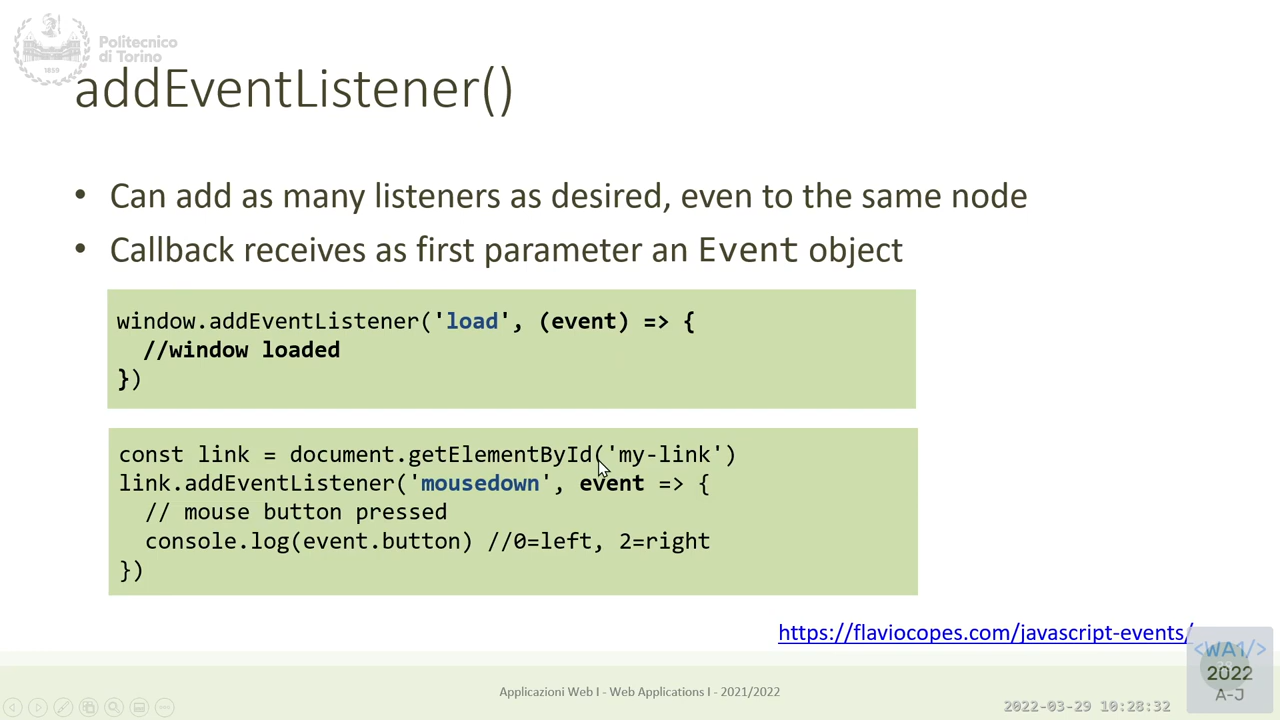 Politecnico
di Torino
1859
addEventListener()
• Can add as many listeners as desired, even to the same node
• Callback receives as first parameter an Event object
window.addEventListener('load', (event) => {
//window loaded
})
const link = document.getElementById('my-link')
link.addEventListener('mousedown', event => {
// mouse button pressed
console.log(event.button) //0=left, 2=right
})
https://flaviocopes.com/javascript-events/
<WA1/>
2022
A-J
Applicazioni Web I - Web Applications I - 2021/2022
2022-03-29 10:28:32